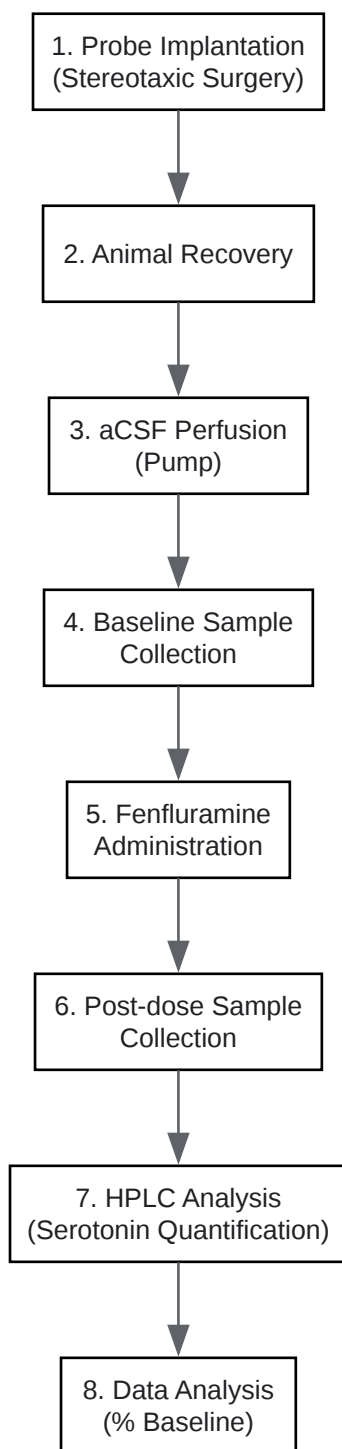 1. Probe Implantation
(Stereotaxic Surgery)
2. Animal Recovery
3. aCSF Perfusion
(Pump)
4. Baseline Sample
Collection
5. Fenfluramine
Administration
6. Post-dose Sample
Collection
7. HPLC Analysis
(Serotonin Quantification)
8. Data Analysis
(% Baseline)